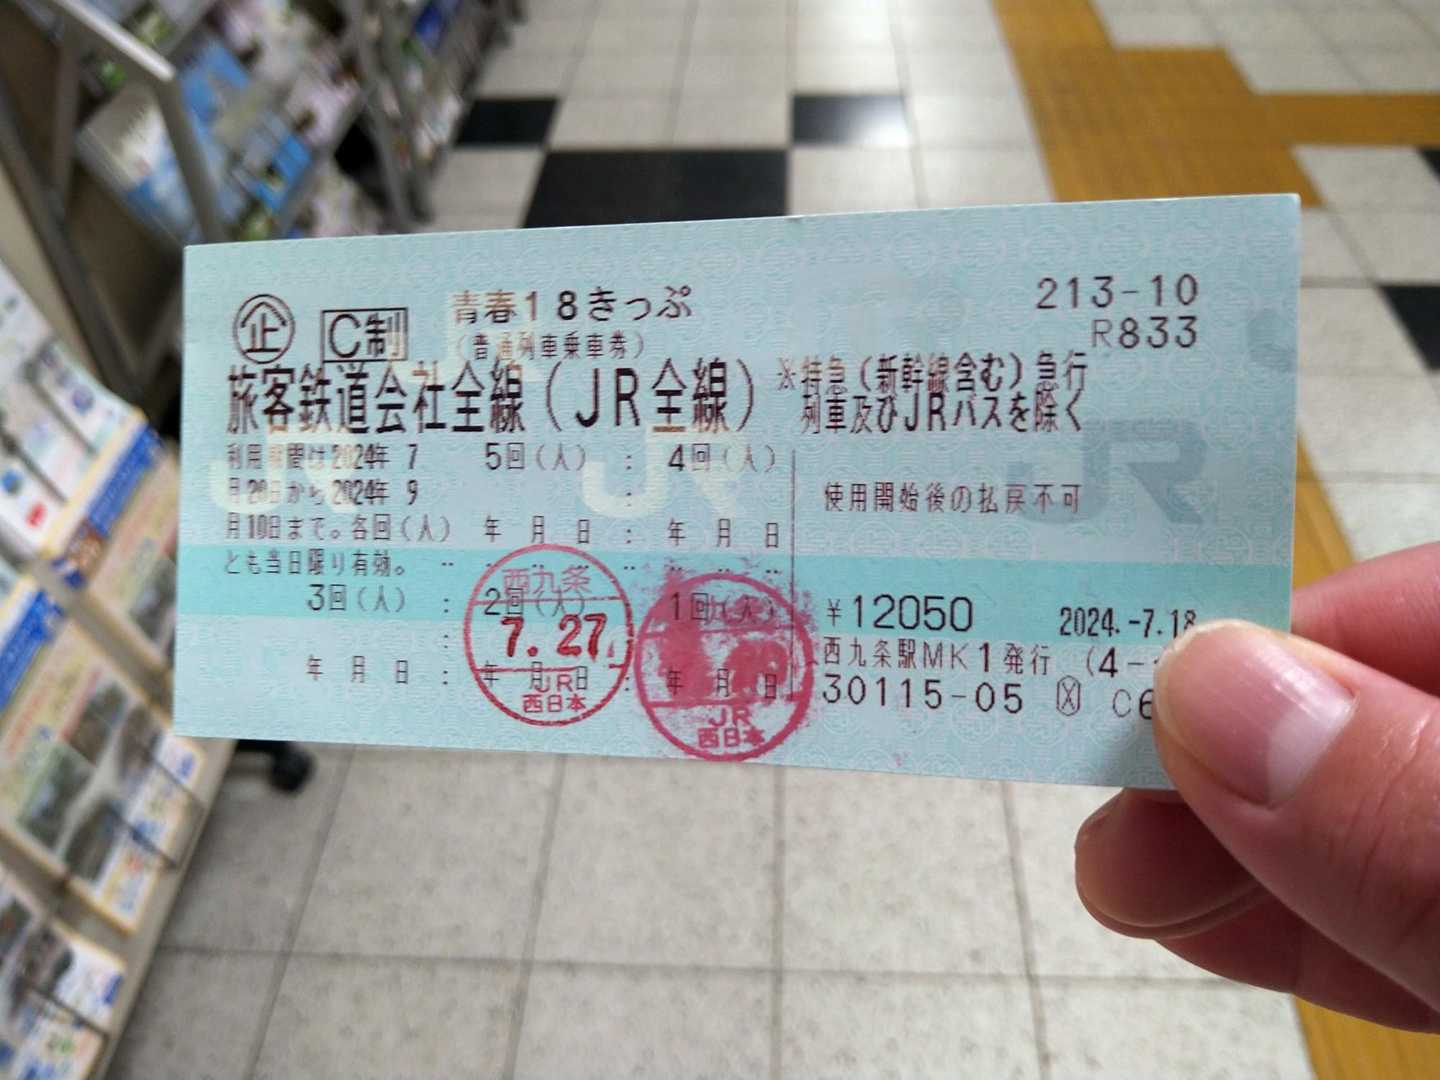 企 C制 青春18きっぷ
(普通列車乗車券)
213-10
R833
旅客鉄道会社全線(JR全線)
※特急(新幹線含む)急行
列車及びJRバスを除く
利用期間は2024年 7
月20日から2024年 9
月10日まで。各回(人)
とも当日限り有効。
5回(人) : 4回(人)
年 月 日 : 年 月 日
使用開始後の払戻不可
3回(人) : 2回(人) : 1回(人)
年 月 日 : 年 月 日 : 年 月 日
西九条
7.27
JR
西日本
JR
西日本
¥12050 2024.-7.18
西九条駅MK1発行 (4-
30115-05 X C6
JR JR JR